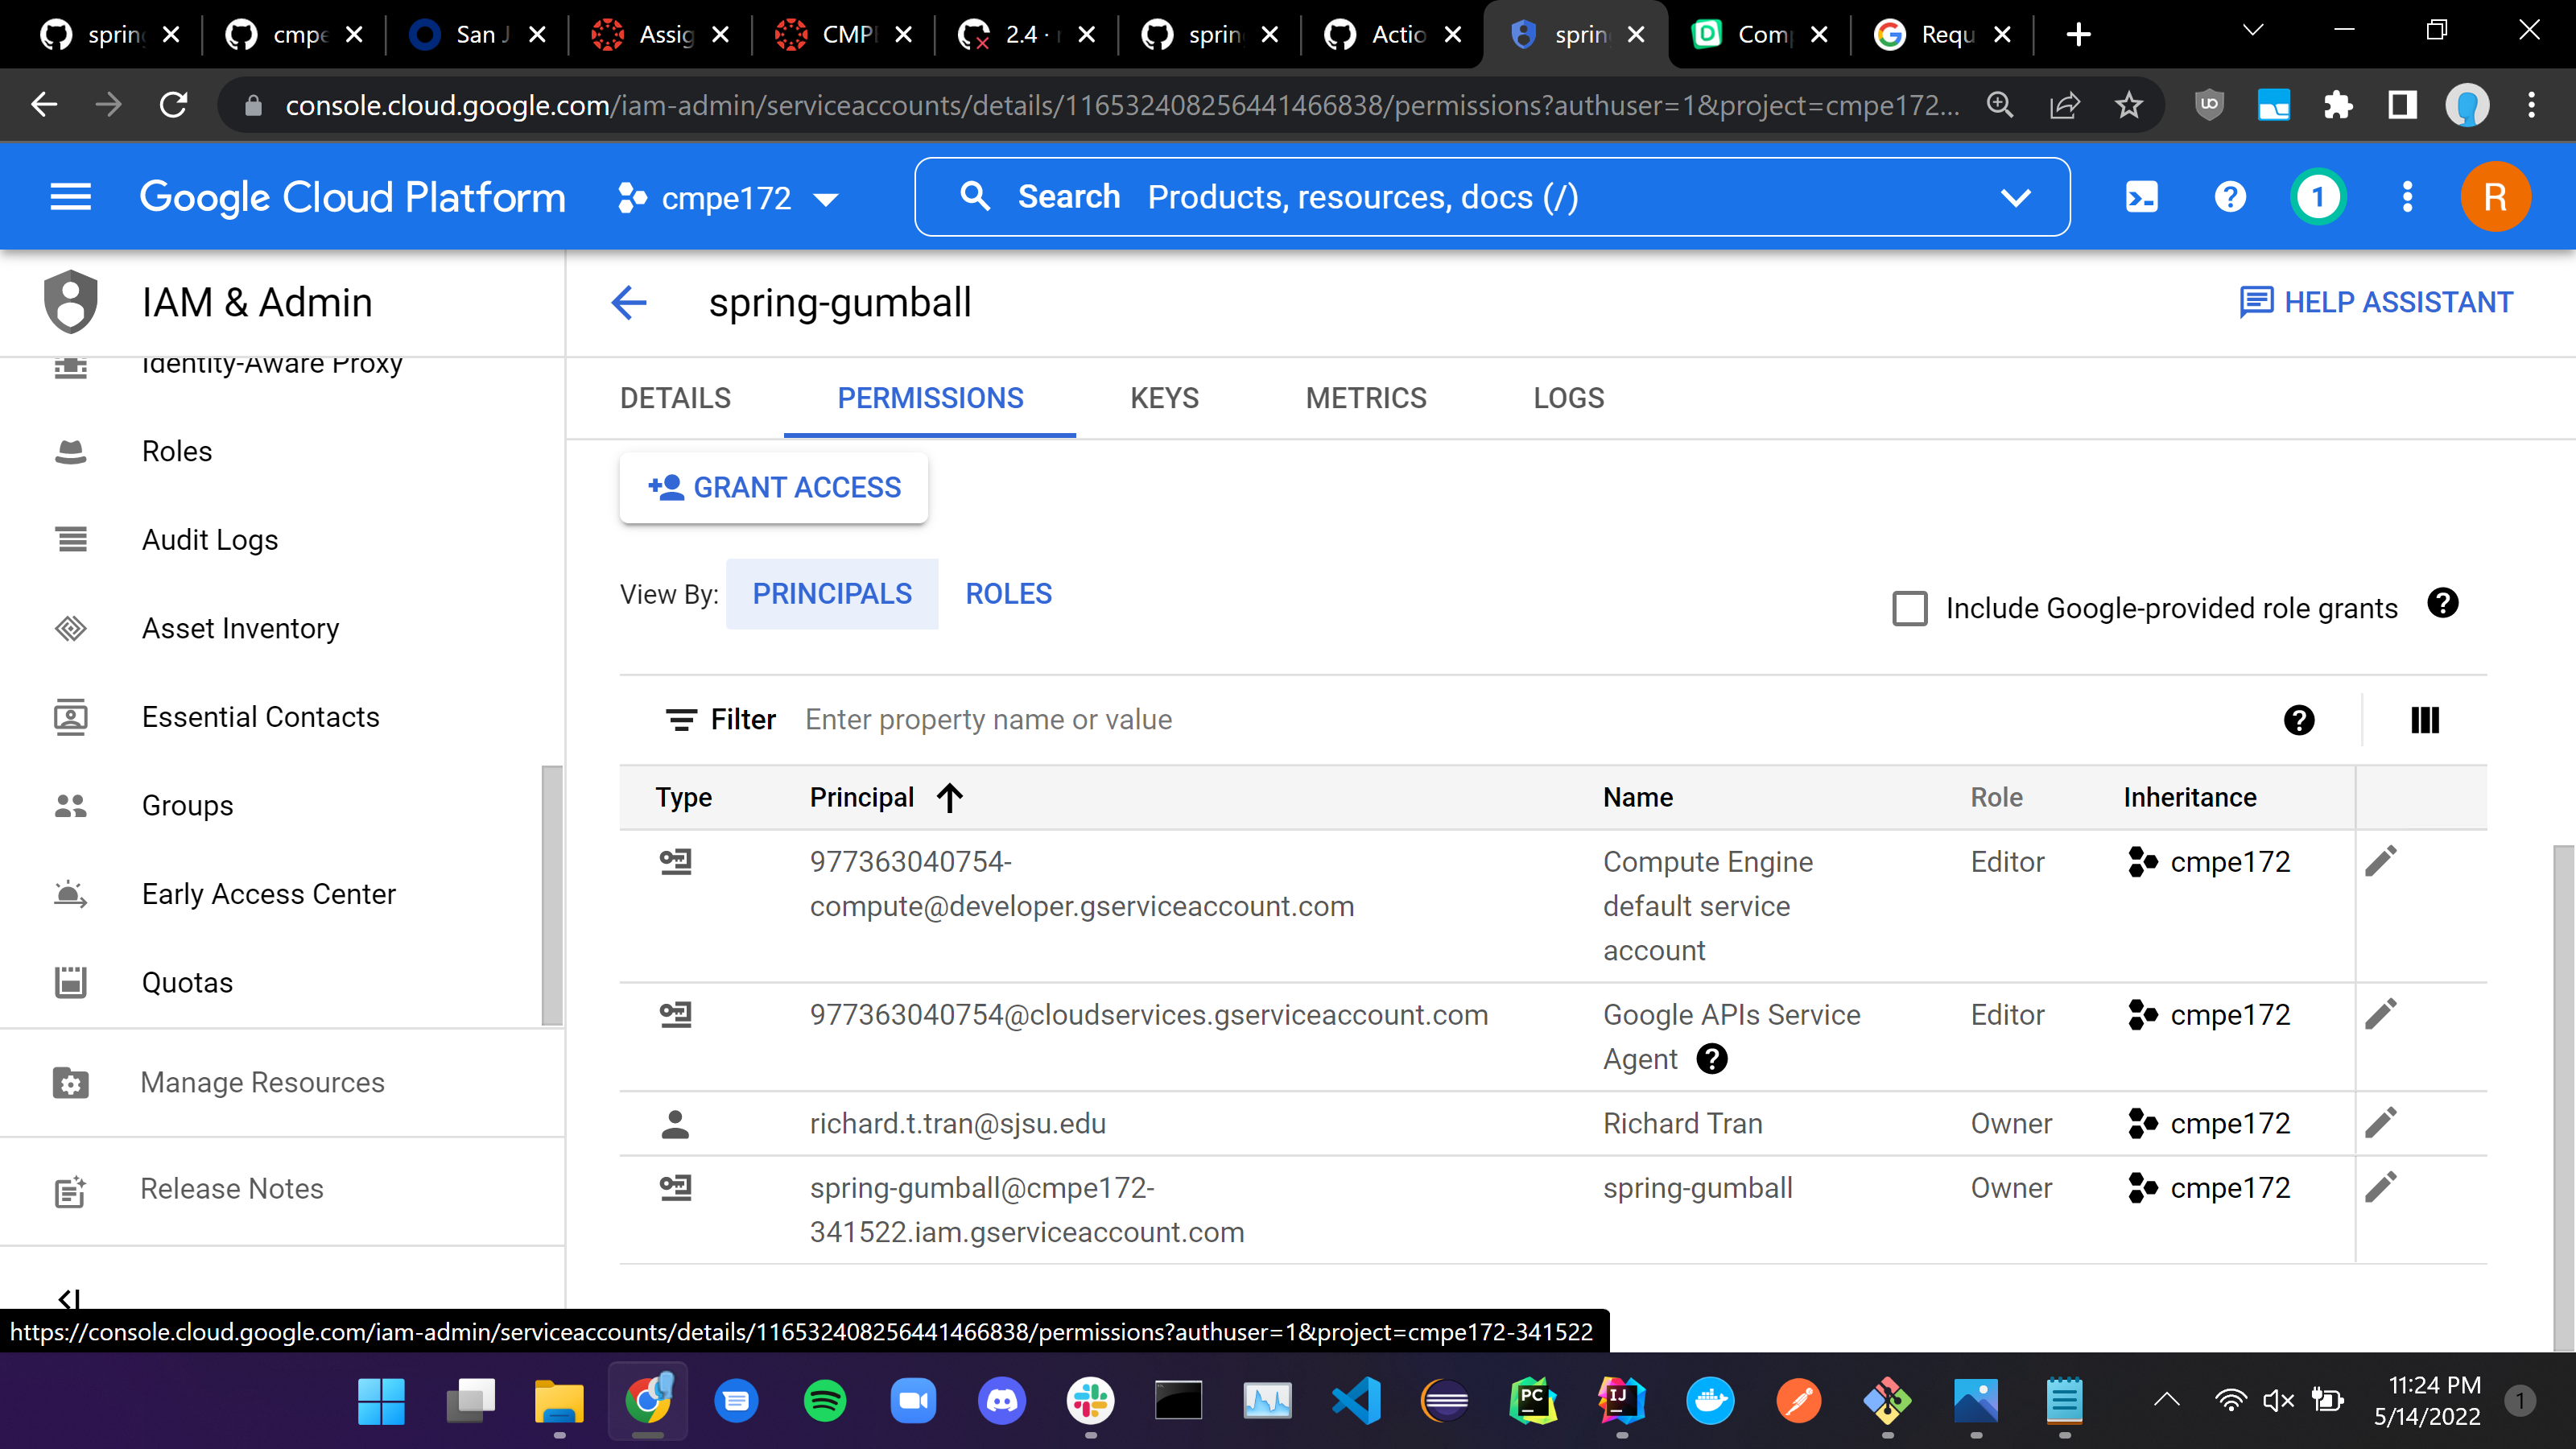 sprin
cmpe
San J
Assig
CMP
2.4 ·
sprin
Actio
sprin
Comp
Requ
console.cloud.google.com/iam-admin/serviceaccounts/details/116532408256441466838/permissions?authuser=1&project=cmpe172...
Google Cloud Platform
cmpe172
Search Products, resources, docs (/)
1
R
IAM & Admin
spring-gumball
HELP ASSISTANT
Identity-Aware Proxy
Roles
Audit Logs
Asset Inventory
Essential Contacts
Groups
Early Access Center
Quotas
Manage Resources
Release Notes
DETAILS PERMISSIONS KEYS METRICS LOGS
GRANT ACCESS
View By: PRINCIPALS ROLES
Include Google-provided role grants
Filter Enter property name or value
Type Principal Name Role Inheritance
977363040754- Compute Engine Editor cmpe172
compute@developer.gserviceaccount.com default service
account
977363040754@cloudservices.gserviceaccount.com Google APIs Service Editor cmpe172
Agent
richard.t.tran@sjsu.edu Richard Tran Owner cmpe172
spring-gumball@cmpe172- spring-gumball Owner cmpe172
341522.iam.gserviceaccount.com
https://console.cloud.google.com/iam-admin/serviceaccounts/details/116532408256441466838/permissions?authuser=1&project=cmpe172-341522
PC
IJ
11:24 PM
5/14/2022
1